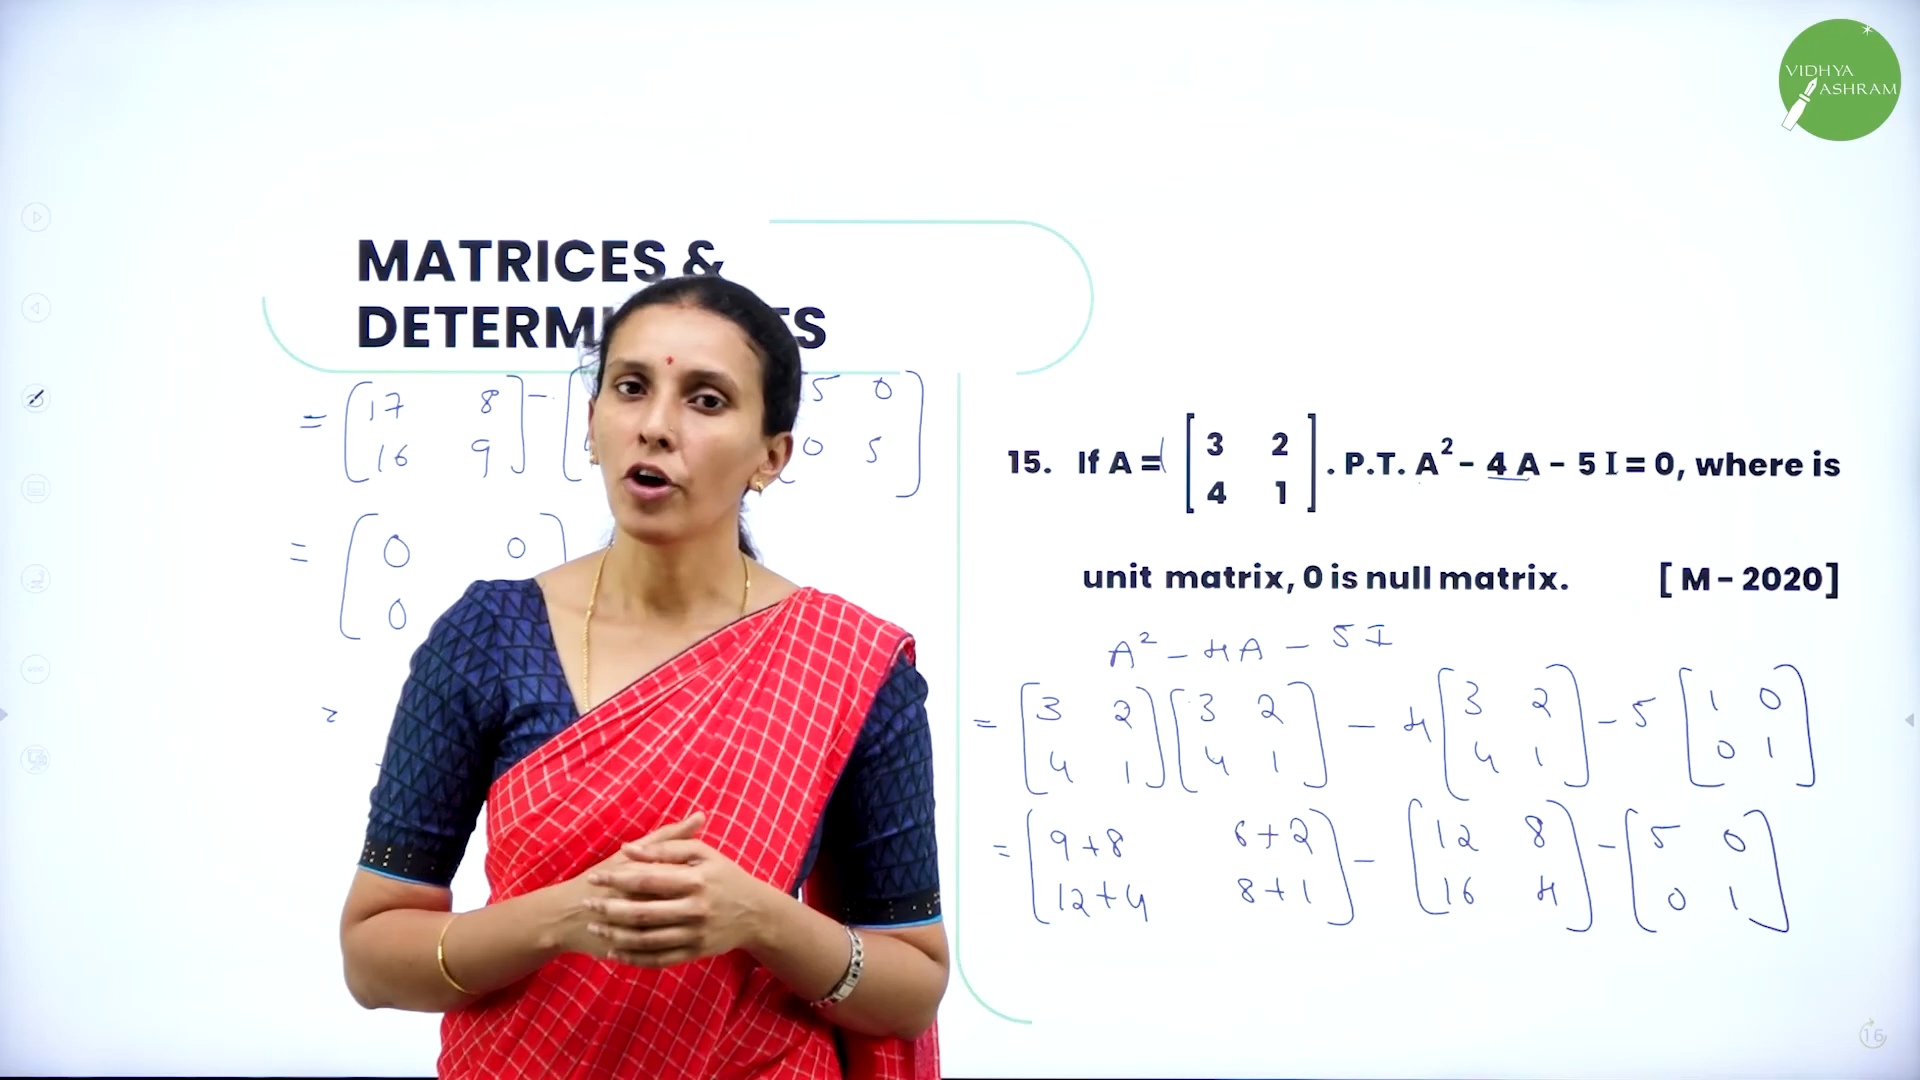 VIDHYA
ASHRAM
MATRICES &
DETERMI TS
= [17 8] - [ 5 0]
[16 9] [ 0 5]
= [0 0]
[0
=
15. If A = [3 2] . P.T. A² - 4 A - 5 I = 0, where is
[4 1]
unit matrix, 0 is null matrix. [ M - 2020]
A² - 4A - 5I
= [3 2] [3 2] - 4 [3 2] - 5 [1 0]
[4 1] [4 1] [4 1] [0 1]
= [9+8 6+2] - [12 8] - [5 0]
[12+4 8+1] [16 4] [0 1]
16